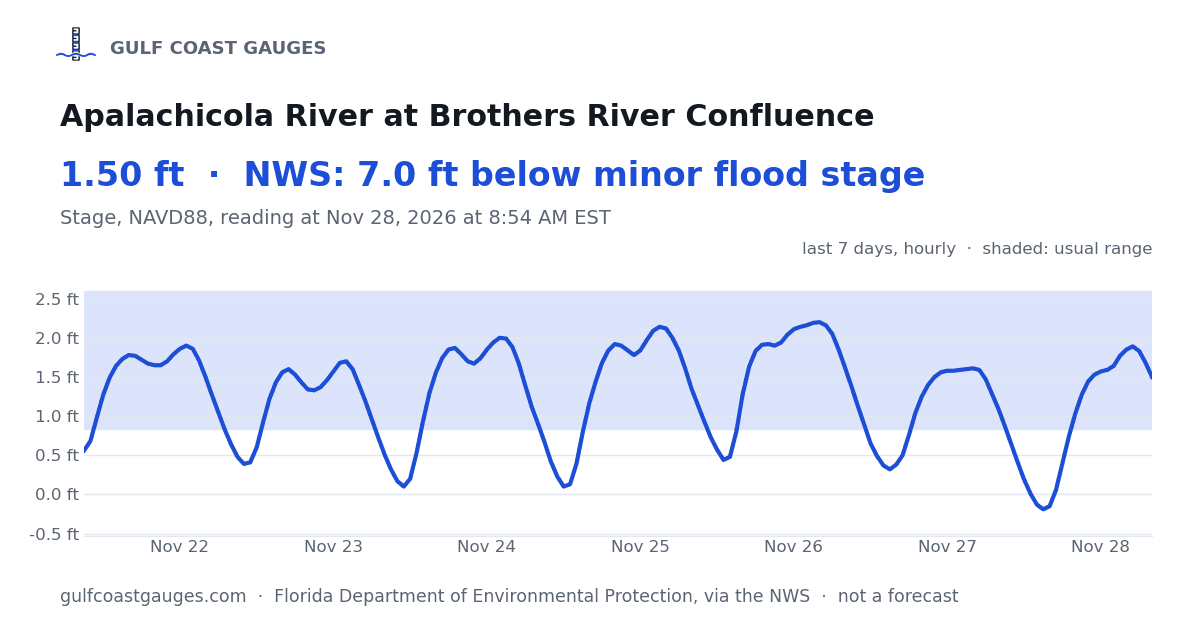 GULF COAST GAUGES
Apalachicola River at Brothers River Confluence
1.50 ft · NWS: 7.0 ft below minor flood stage
Stage, NAVD88, reading at Nov 28, 2026 at 8:54 AM EST
last 7 days, hourly · shaded: usual range
2.5 ft
2.0 ft
1.5 ft
1.0 ft
0.5 ft
0.0 ft
-0.5 ft
Nov 22 Nov 23 Nov 24 Nov 25 Nov 26 Nov 27 Nov 28
gulfcoastgauges.com · Florida Department of Environmental Protection, via the NWS · not a forecast